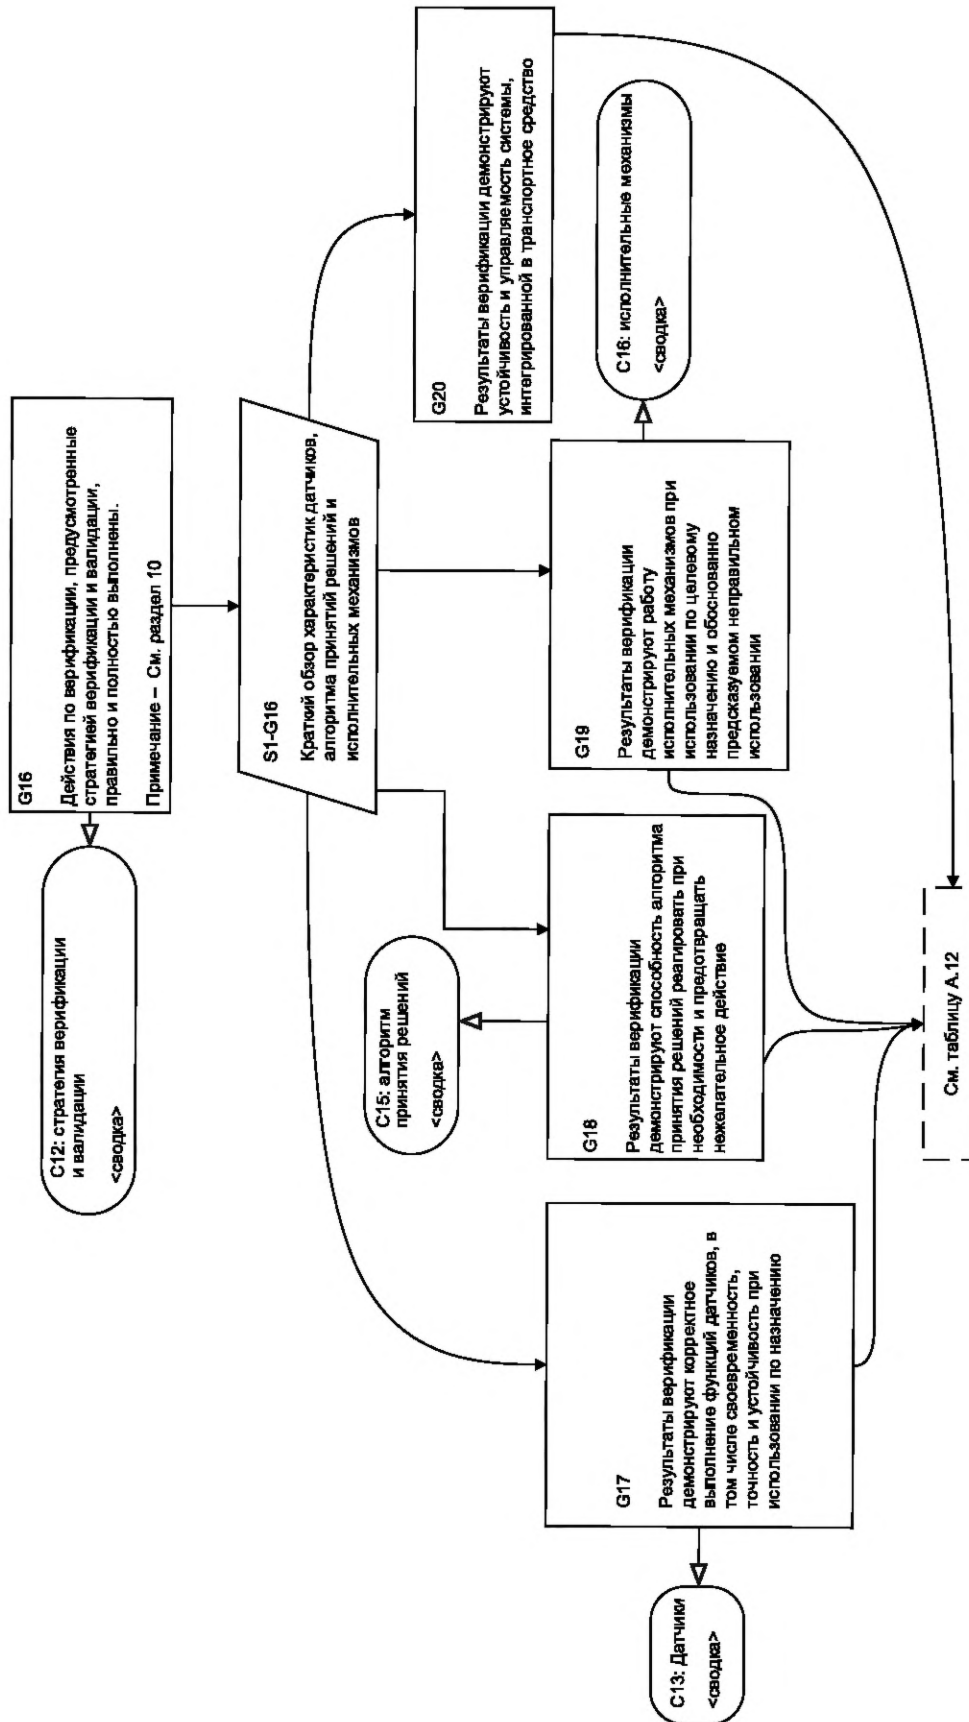 G16
Действия по верификации, предусмотренные
стратегией верификации и валидации,
правильно и полностью выполнены.
Примечание – См. раздел 10
С12: стратегия верификации
и валидации
<сводка>
S1-G16
Краткий обзор характеристик датчиков,
алгоритма принятий решений и
исполнительных механизмов
С15: алгоритм
принятия решений
<сводка>
G20
Результаты верификации демонстрируют
устойчивость и управляемость системы,
интегрированной в транспортное средство
G17
Результаты верификации
демонстрируют корректное
выполнение функций датчиков, в
том числе своевременность,
точность и устойчивость при
использовании по назначению
С13: Датчики
<сводка>
G18
Результаты верификации
демонстрируют способность алгоритма
принятия решений реагировать при
необходимости и предотвращать
нежелательное действие
G19
Результаты верификации
демонстрируют работу
исполнительных механизмов при
использовании по целевому
назначению и обоснованно
предсказуемом неправильном
использовании
С16: исполнительные механизмы
<сводка>
См. таблицу А.12